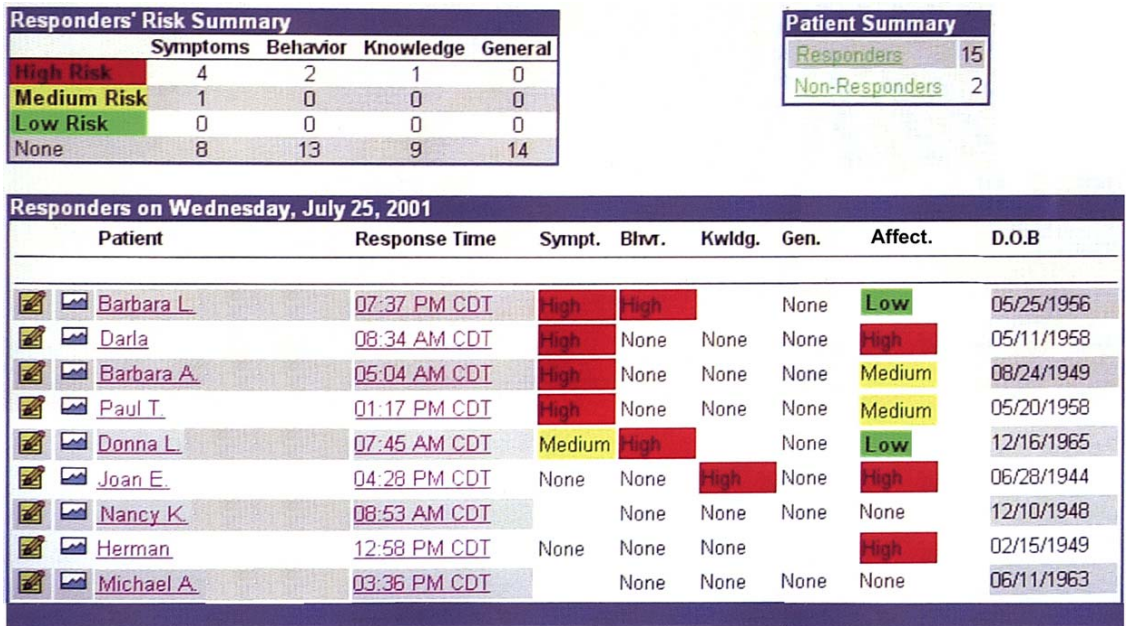 Responders' Risk Summary
Symptoms Behavior Knowledge General
High Risk 4 2 1 0
Medium Risk 1 0 0 0
Low Risk 0 0 0 0
None 8 13 9 14
Patient Summary
Responders 15
Non-Responders 2
Responders on Wednesday, July 25, 2001
Patient Response Time Sympt. Bhvr. Kwldg. Gen. Affect. D.O.B
Barbara L. 07:37 PM CDT High High None Low 05/25/1956
Darla 08:34 AM CDT High None None None High 05/11/1958
Barbara A. 05:04 AM CDT High None None None Medium 08/24/1949
Paul T. 01:17 PM CDT High None None None Medium 05/20/1958
Donna L. 07:45 AM CDT Medium High None Low 12/16/1965
Joan E. 04:28 PM CDT None None High None High 06/28/1944
Nancy K. 08:53 AM CDT None None None None 12/10/1948
Herman 12:58 PM CDT None None None High 02/15/1949
Michael A. 03:36 PM CDT None None None None 06/11/1963